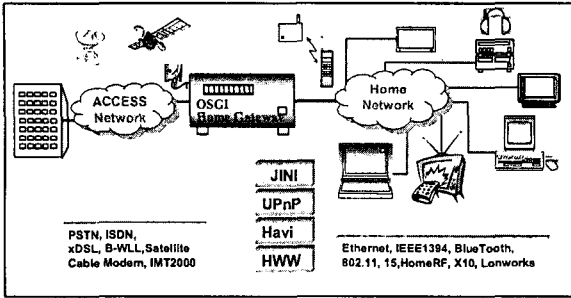 ACCESS
Network
OSGI
Home Gateway
Home
Network
JINI
UPnP
Havi
HWW
PSTN, ISDN,
xDSL, B-WLL,Satellite
Cable Modem, IMT2000
Ethernet, IEEE1394, BlueTooth,
802.11, 15,HomeRF, X10, Lonworks